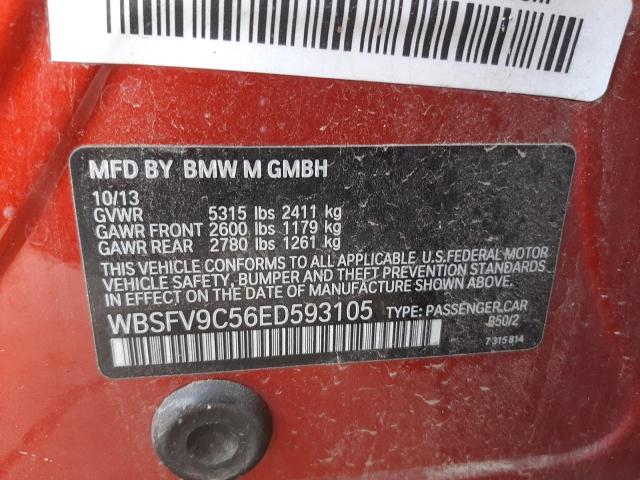 MFD BY BMW M GMBH
10/13
GVWR 5315 lbs 2411 kg
GAWR FRONT 2600 lbs 1179 kg
GAWR REAR 2780 lbs 1261 kg
THIS VEHICLE CONFORMS TO ALL APPLICABLE U.S.FEDERAL MOTOR
VEHICLE SAFETY, BUMPER AND THEFT PREVENTION STANDARDS
IN EFFECT ON THE DATE OF MANUFACTURE SHOWN ABOVE.
WBSFV9C56ED593105 TYPE: PASSENGER CAR
B50/2
7 315 814